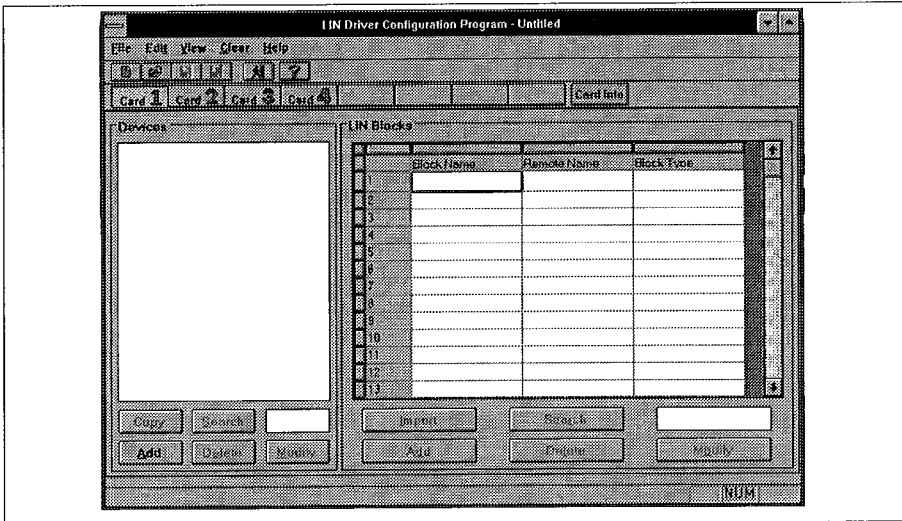 LIN Driver Configuration Program - Untitled
File Edit View Clear Help
Card 1 Card 2 Card 3 Card 4 Card Info
Devices LIN Blocks
Block Name Remote Name Block Type
2
3
4
5
6
7
8
9
10
11
12
13
Copy Search Import Search
Add Delete Modify Add Delete Modify
NUM